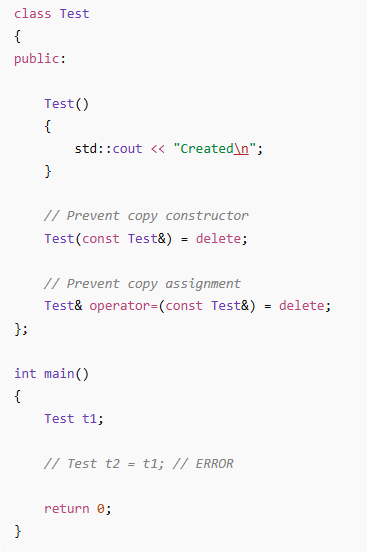 class Test
{
public:
    Test()
    {
        std::cout << "Created\n";
    }
    // Prevent copy constructor
    Test(const Test&) = delete;
    // Prevent copy assignment
    Test& operator=(const Test&) = delete;
};
int main()
{
    Test t1;
    // Test t2 = t1; // ERROR
    return 0;
}